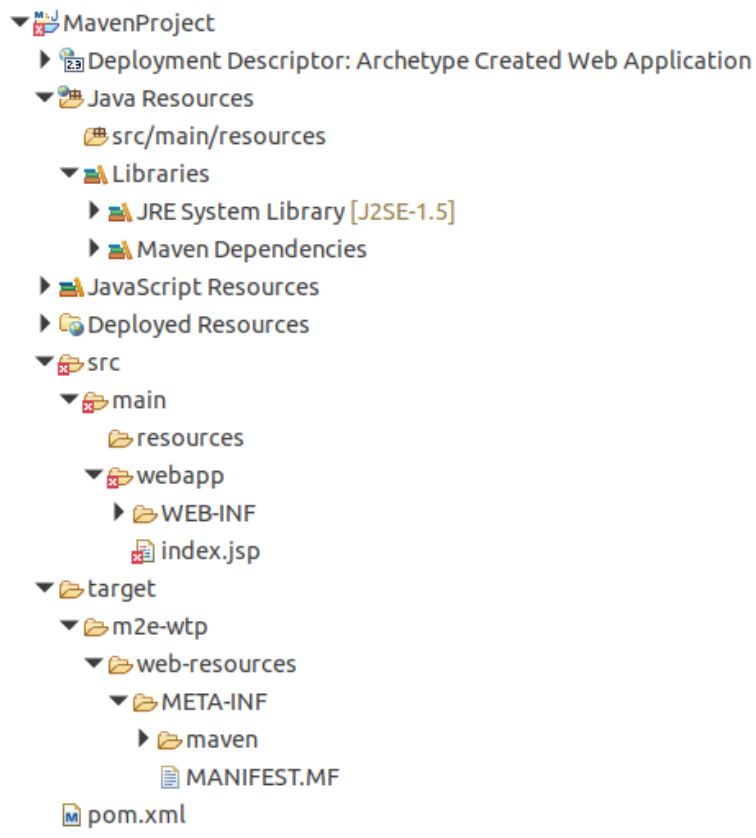 MavenProject
Deployment Descriptor: Archetype Created Web Application
Java Resources
src/main/resources
Libraries
JRE System Library [J2SE-1.5]
Maven Dependencies
JavaScript Resources
Deployed Resources
src
main
resources
webapp
WEB-INF
index.jsp
target
m2e-wtp
web-resources
META-INF
maven
MANIFEST.MF
pom.xml